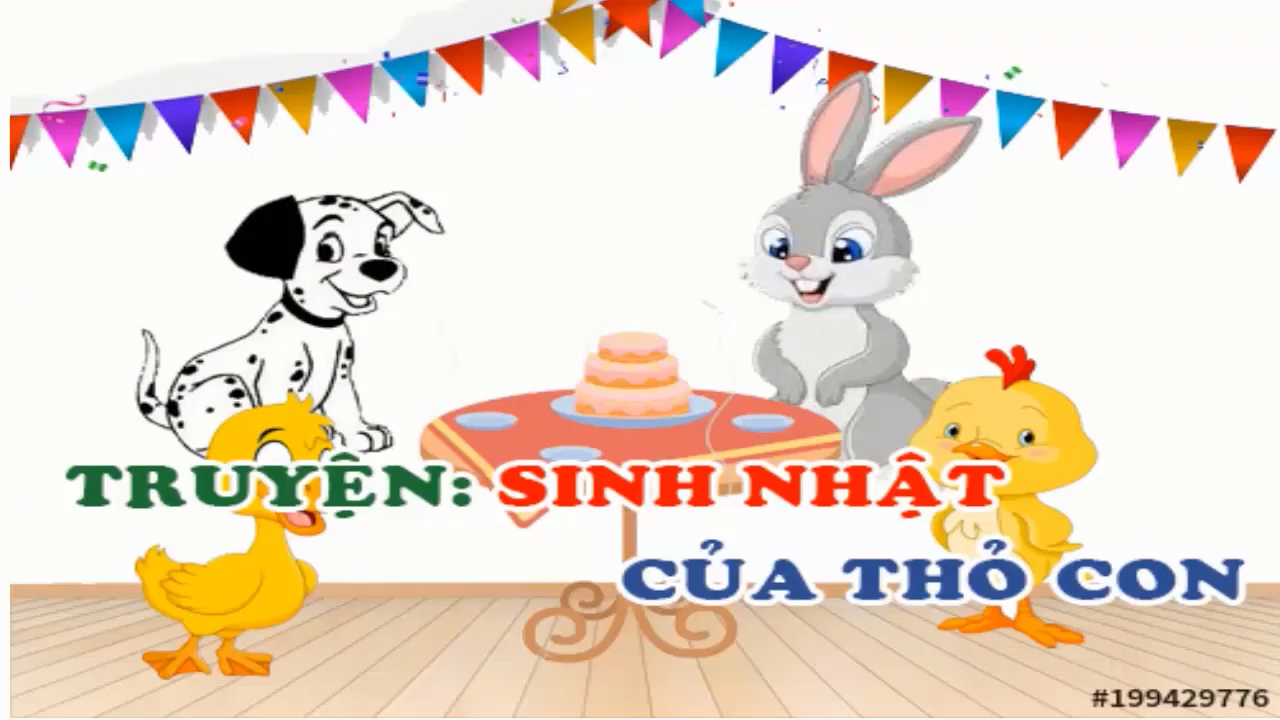 TRUYỆN: SINH NHẬT
CỦA THỎ CON
#199429776